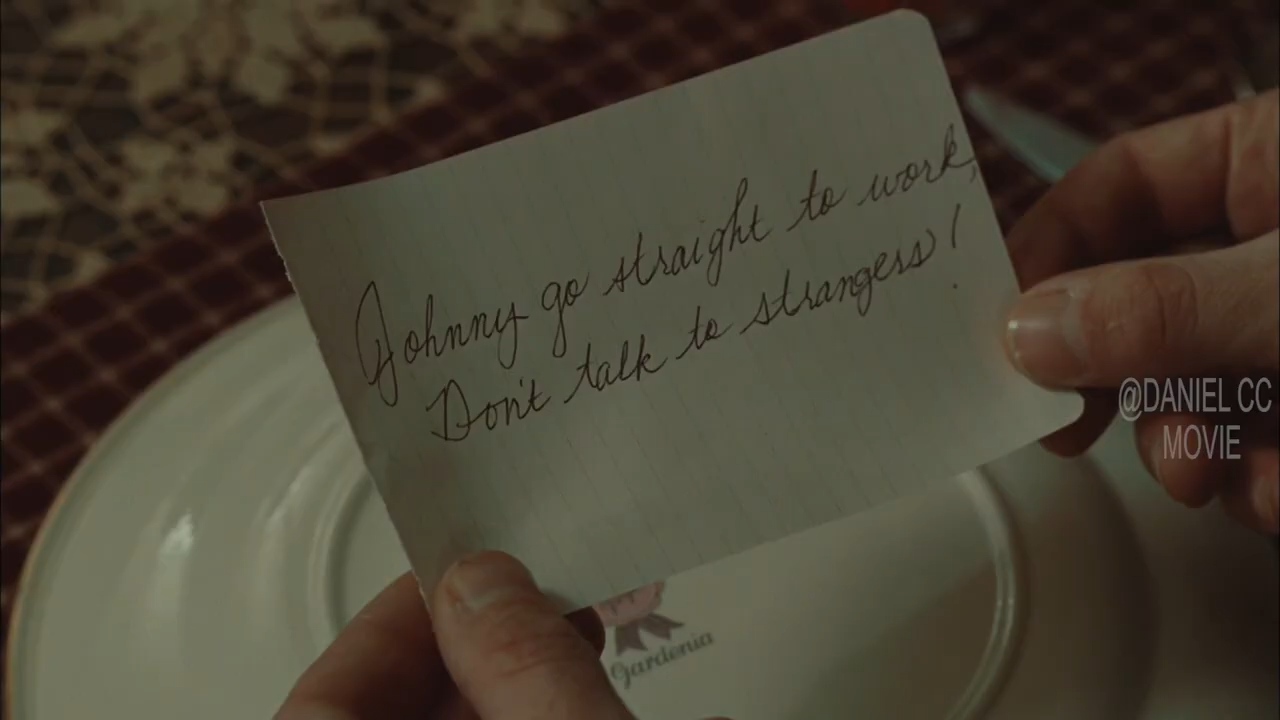 Johnny go straight to work,
Don't talk to strangers!
Gardenia
@DANIEL CC
MOVIE